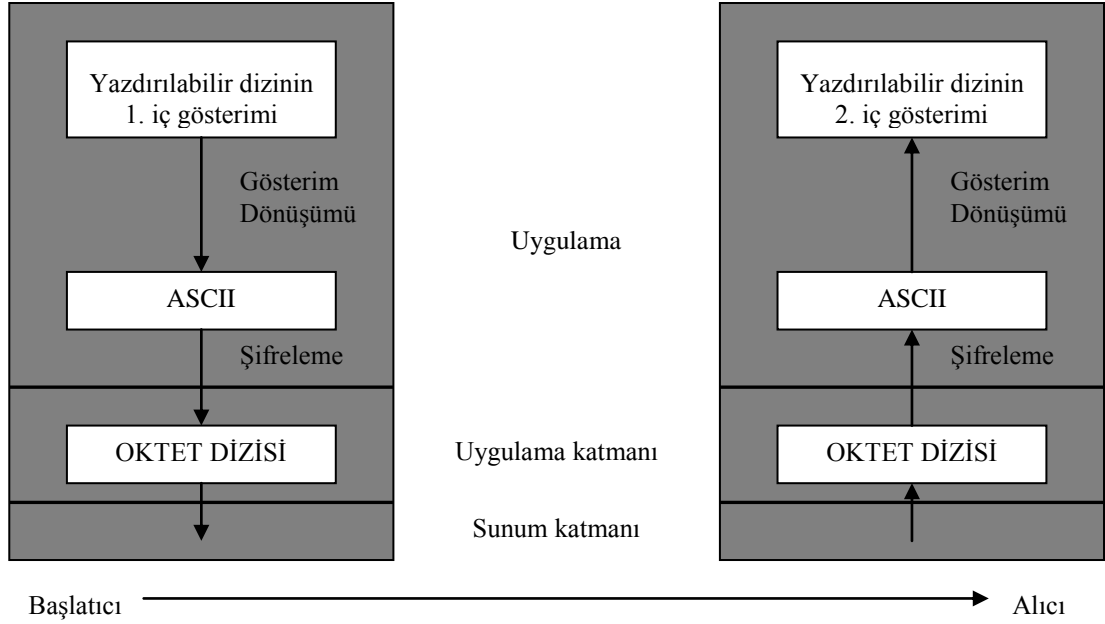 Yazdırılabilir dizinin
1. iç gösterimi
Gösterim
Dönüşümü
ASCII
Şifreleme
OKTET DİZİSİ
Uygulama
Uygulama katmanı
Sunum katmanı
Yazdırılabilir dizinin
2. iç gösterimi
Gösterim
Dönüşümü
ASCII
Şifreleme
OKTET DİZİSİ
Başlatıcı
Alıcı